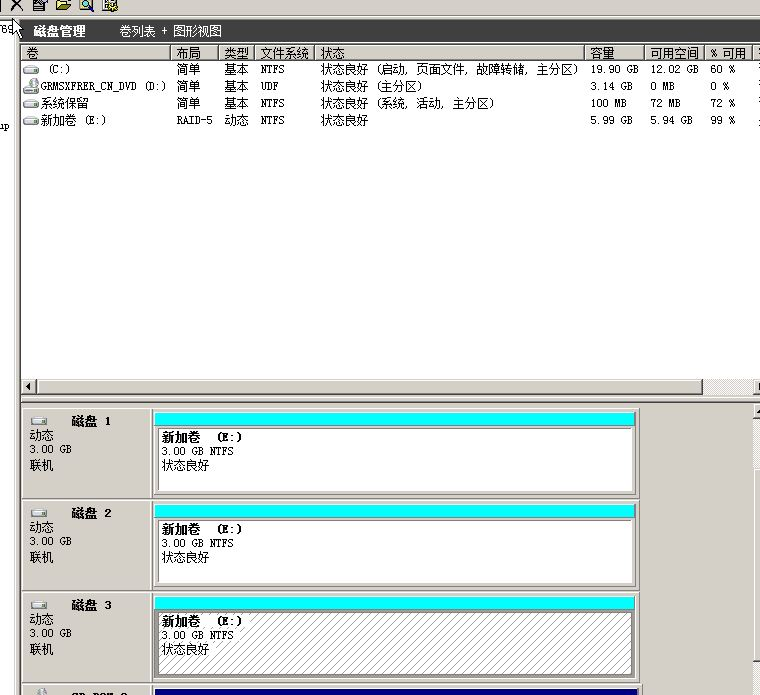 磁盘管理 卷列表 + 图形视图
卷 布局 类型 文件系统 状态 容量 可用空间 % 可用
(C:) 简单 基本 NTFS 状态良好 (启动, 页面文件, 故障转储, 主分区) 19.90 GB 12.02 GB 60 %
GRMSXFRER_CN_DVD (D:) 简单 基本 UDF 状态良好 (主分区) 3.14 GB 0 MB 0 %
系统保留 简单 基本 NTFS 状态良好 (系统, 活动, 主分区) 100 MB 72 MB 72 %
新加卷 (E:) RAID-5 动态 NTFS 状态良好 5.99 GB 5.94 GB 99 %
磁盘 1
动态
3.00 GB
联机
新加卷 (E:)
3.00 GB NTFS
状态良好
磁盘 2
动态
3.00 GB
联机
新加卷 (E:)
3.00 GB NTFS
状态良好
磁盘 3
动态
3.00 GB
联机
新加卷 (E:)
3.00 GB NTFS
状态良好